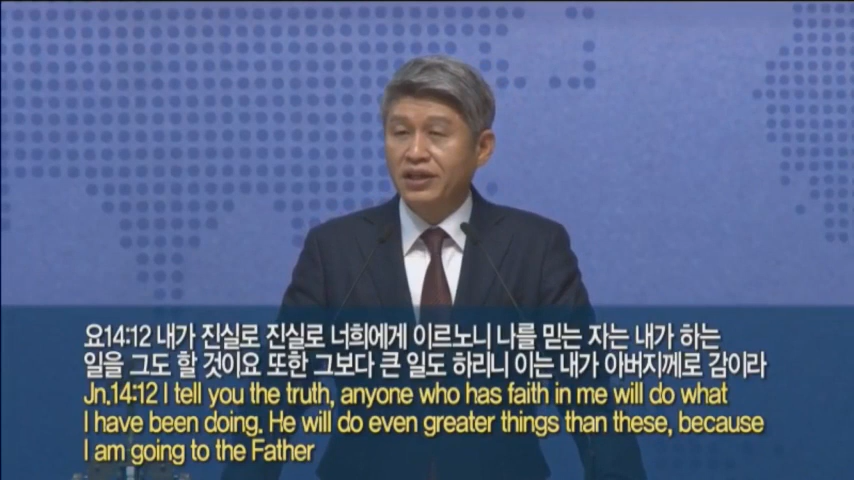 요14:12 내가 진실로 진실로 너희에게 이르노니 나를 믿는 자는 내가 하는
일을 그도 할 것이요 또한 그보다 큰 일도 하리니 이는 내가 아버지께로 감이라
Jn.14:12 I tell you the truth, anyone who has faith in me will do what
I have been doing. He will do even greater things than these, because
I am going to the Father